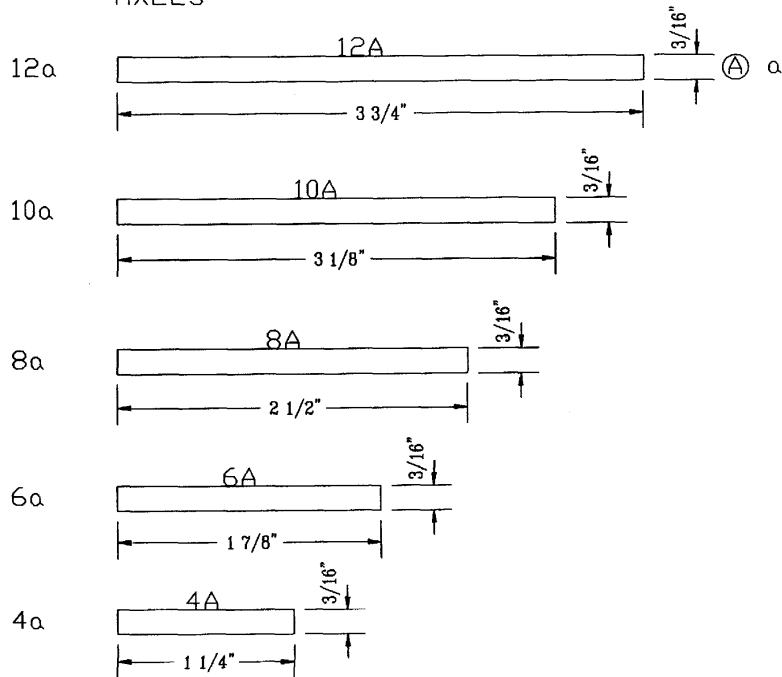 AXLES
12A
3/16"
12a
Ⓐ a
3 3/4"
10A
3/16"
10a
3 1/8"
8A
3/16"
8a
2 1/2"
6A
3/16"
6a
1 7/8"
4A
3/16"
4a
1 1/4"